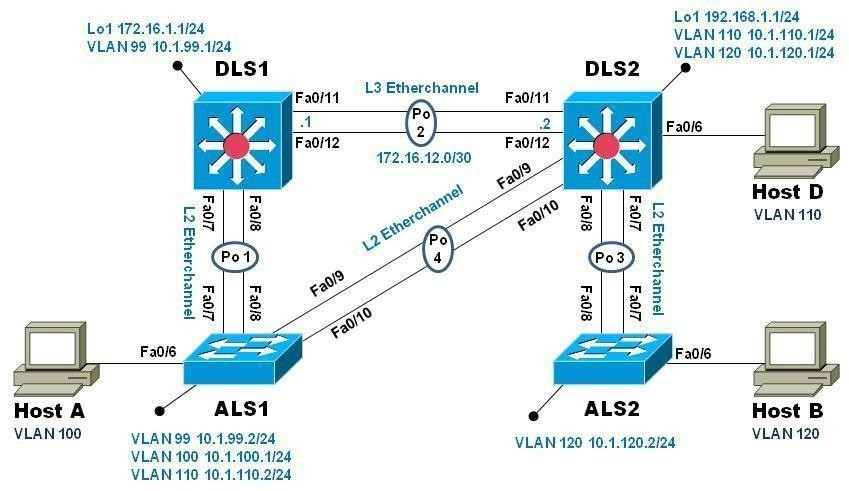 Lo1 172.16.1.1/24
VLAN 99 10.1.99.1/24
Lo1 192.168.1.1/24
VLAN 110 10.1.110.1/24
VLAN 120 10.1.120.1/24
DLS1
DLS2
L3 Etherchannel
Fa0/11
Fa0/11
Po
2
.1
.2
Fa0/12
Fa0/12
172.16.12.0/30
Fa0/6
Host D
VLAN 110
Fa0/9
Fa0/10
L2 Etherchannel
Po
4
Fa0/9
Fa0/10
Fa0/7
Fa0/8
L2 Etherchannel
Po 1
Fa0/7
Fa0/8
Fa0/8
Fa0/7
L2 Etherchannel
Po 3
Fa0/8
Fa0/7
Fa0/6
Host A
VLAN 100
ALS1
VLAN 99 10.1.99.2/24
VLAN 100 10.1.100.1/24
VLAN 110 10.1.110.2/24
Fa0/6
ALS2
VLAN 120 10.1.120.2/24
Host B
VLAN 120